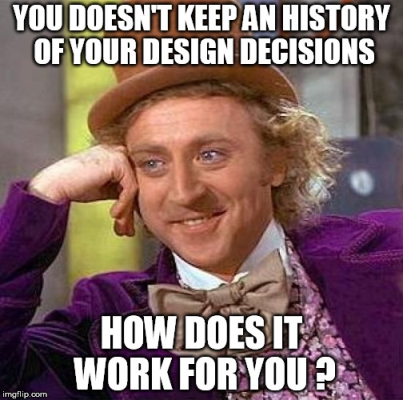 YOU DOESN'T KEEP AN HISTORY
OF YOUR DESIGN DECISIONS
HOW DOES IT
WORK FOR YOU ?
imgflip.com